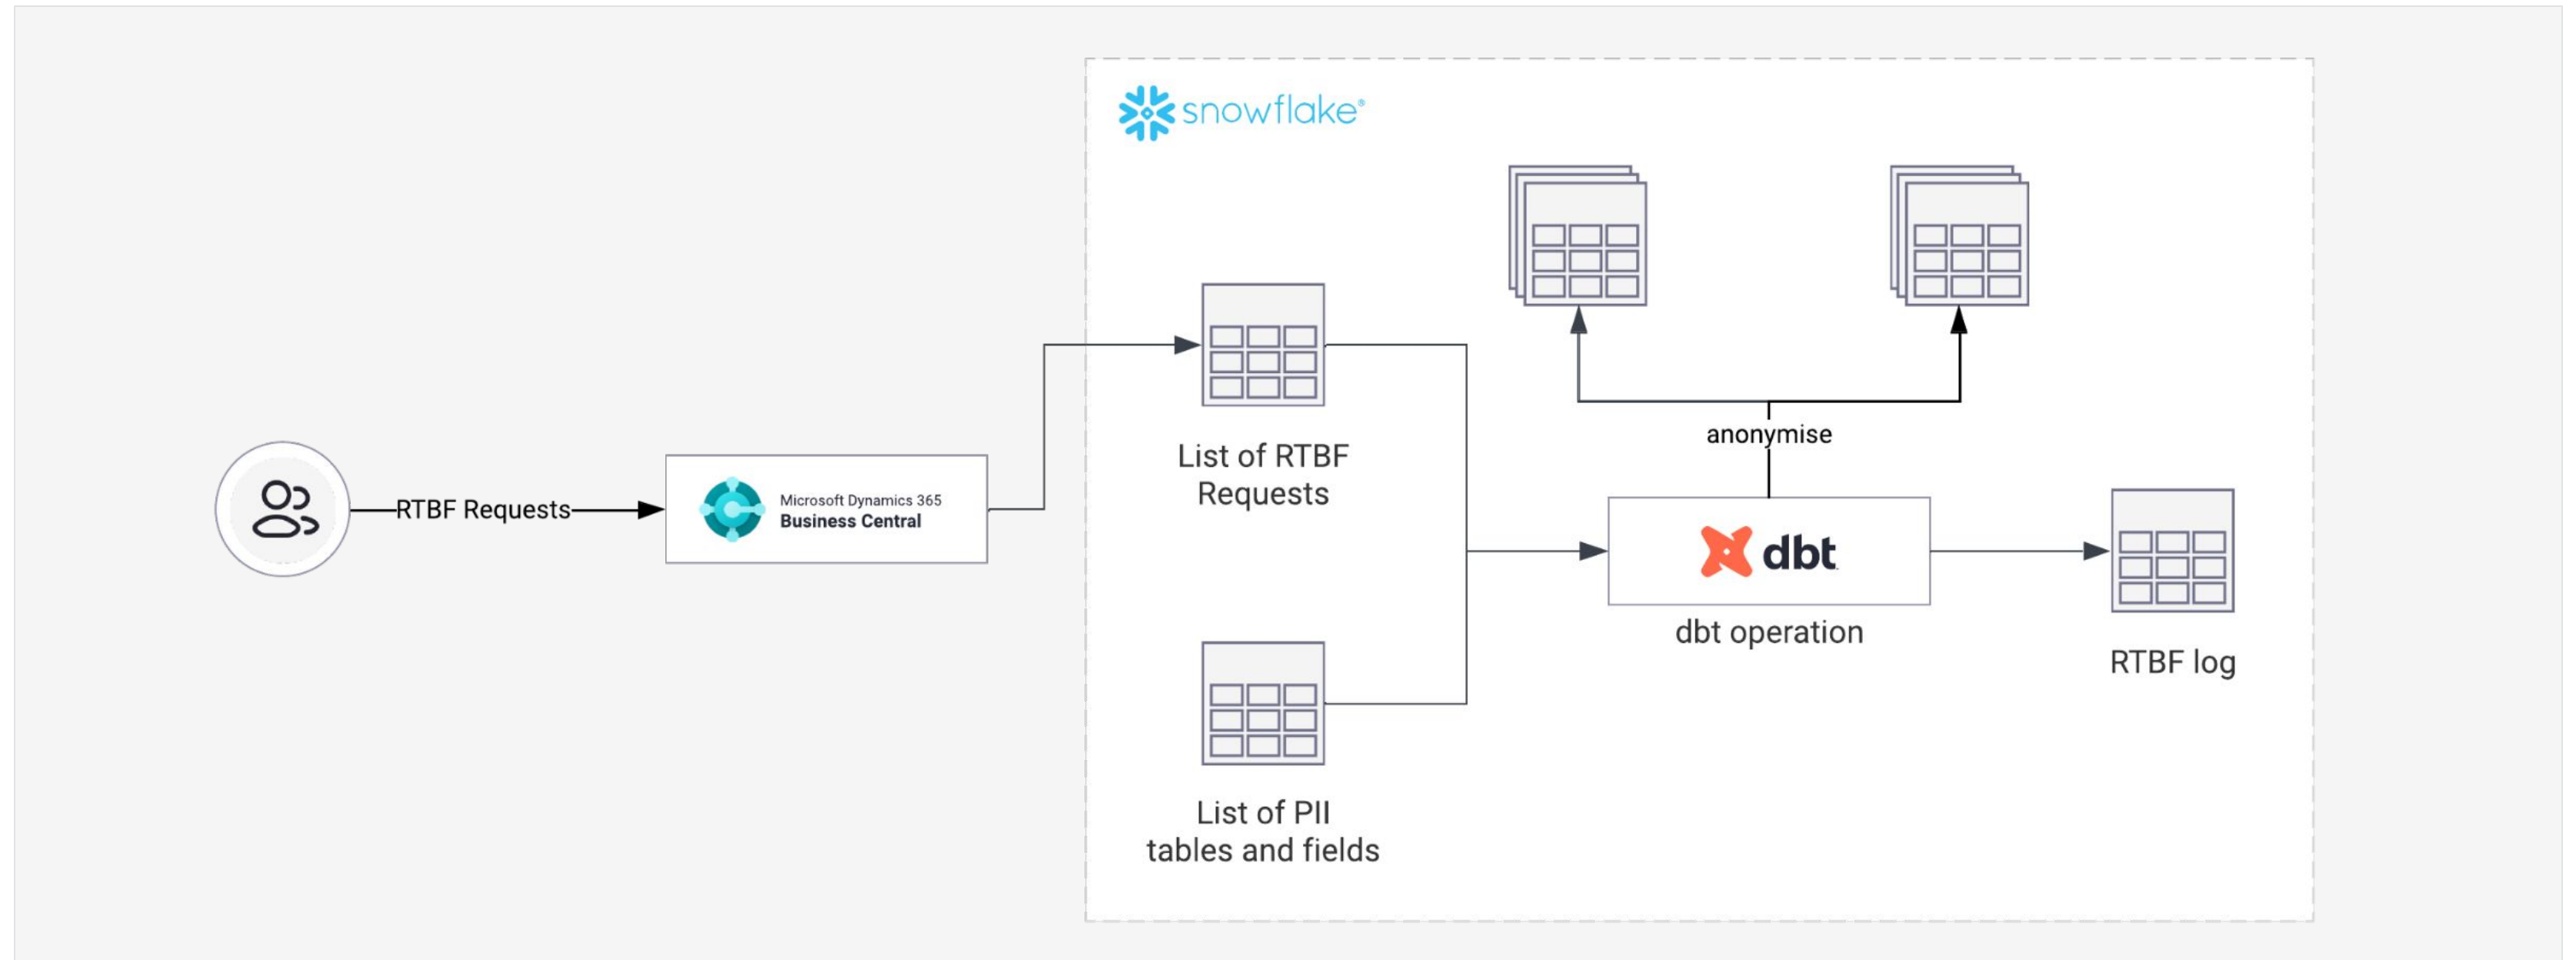 snowflake®
List of RTBF
Requests
anonymise
RTBF Requests
Microsoft Dynamics 365
Business Central
dbt
dbt operation
RTBF log
List of PII
tables and fields